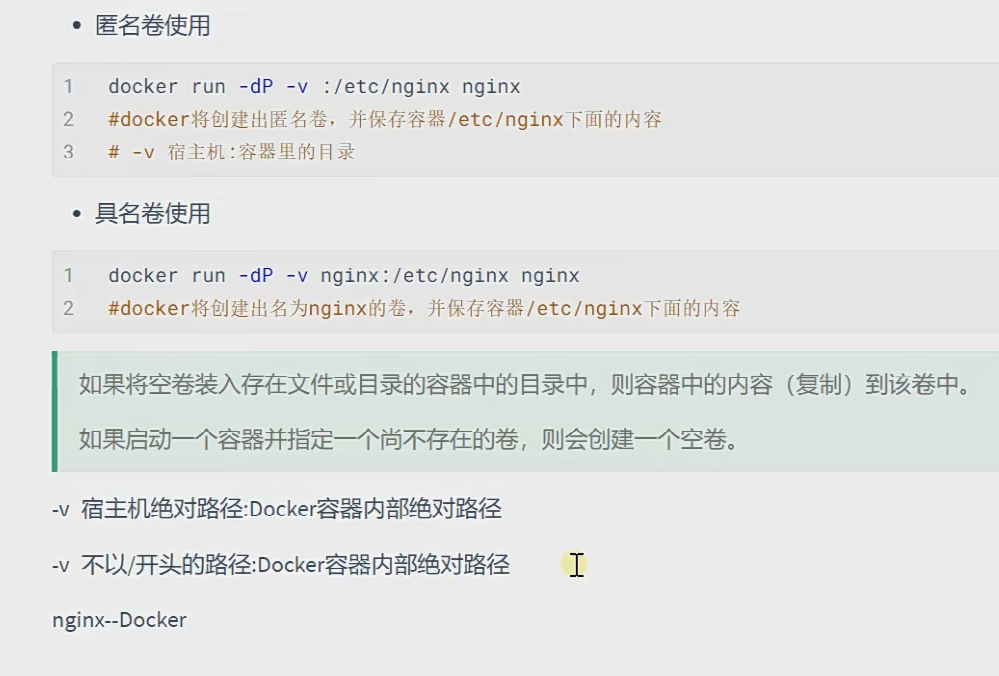 • 匿名卷使用
1 docker run -dP -v :/etc/nginx nginx
2 #docker将创建出匿名卷，并保存容器/etc/nginx下面的内容
3 # -v 宿主机:容器里的目录
• 具名卷使用
1 docker run -dP -v nginx:/etc/nginx nginx
2 #docker将创建出名为nginx的卷，并保存容器/etc/nginx下面的内容
如果将空卷装入存在文件或目录的容器中的目录中，则容器中的内容（复制）到该卷中。
如果启动一个容器并指定一个尚不存在的卷，则会创建一个空卷。
-v 宿主机绝对路径:Docker容器内部绝对路径
-v 不以/开头的路径:Docker容器内部绝对路径
nginx--Docker